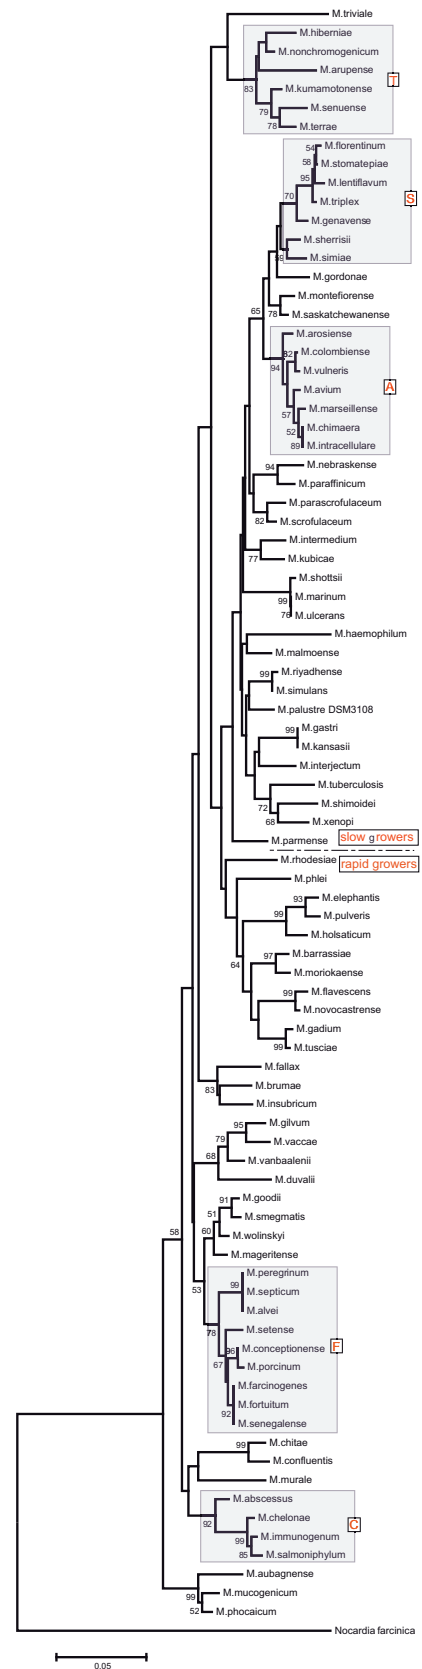 M.triviale
M.hiberniae
M.nonchromogenicum
M.arupense
T
83
M.kumamotonense
79
M.senuense
78
M.terrae
54
M.florentinum
58
M.stomatepiae
95
M.lentiflavum
70
S
M.triplex
M.genavense
M.sherrisii
59
M.simiae
M.gordonae
M.montefiorense
65
78
M.saskatchewanense
M.arosiense
82
M.colombiense
94
M.vulneris
A
M.avium
57
M.marseillense
52
M.chimaera
89
M.intracellulare
94
M.nebraskense
M.paraffinicum
M.parascrofulaceum
82
M.scrofulaceum
M.intermedium
77
M.kubicae
M.shottsii
99
M.marinum
76
M.ulcerans
M.haemophilum
M.malmoense
99
M.riyadhense
M.simulans
M.palustre DSM3108
99
M.gastri
M.kansasii
M.interjectum
M.tuberculosis
72
M.shimoidei
68
M.xenopi
slow growers
M.parmense
M.rhodesiae
rapid growers
M.phlei
93
M.elephantis
99
M.pulveris
M.holsaticum
97
M.barrassiae
64
M.moriokaense
99
M.flavescens
M.novocastrense
M.gadium
99
M.tusciae
M.fallax
83
M.brumae
M.insubricum
95
M.gilvum
79
M.vaccae
68
M.vanbaalenii
M.duvalii
91
M.goodii
51
M.smegmatis
58
60
M.wolinskyi
M.mageritense
M.peregrinum
53
99
M.septicum
M.alvei
78
M.setense
96
M.conceptionense
F
67
M.porcinum
M.farcinogenes
92
M.fortuitum
M.senegalense
99
M.chitae
M.confluentis
M.murale
M.abscessus
92
M.chelonae
C
99
M.immunogenum
85
M.salmoniphylum
M.aubagnense
99
M.mucogenicum
52
M.phocaicum
Nocardia farcinica
0.05